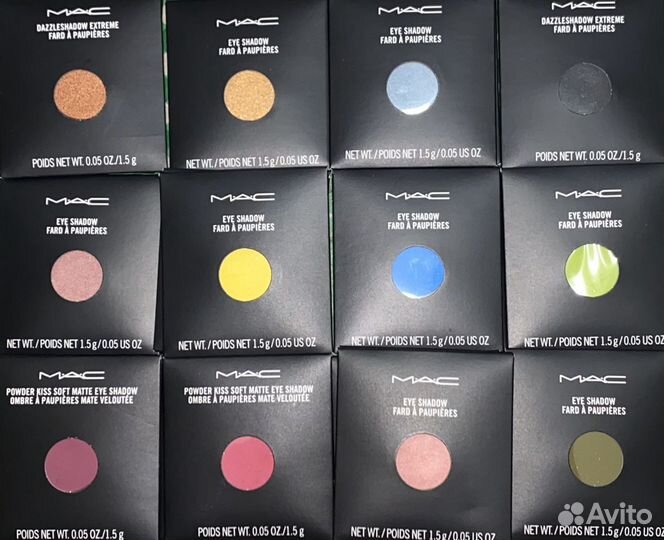 MAC
DAZZLESHADOW EXTREME
FARD À PAUPIÈRES
POIDS NET WT. 0.05 OZ./1.5 g
MAC
EYE SHADOW
FARD À PAUPIÈRES
NET WT. / POIDS NET 1.5 g / 0.05 US OZ
MAC
EYE SHADOW
FARD À PAUPIÈRES
NET WT. / POIDS NET 1.5 g / 0.05 US OZ
MAC
DAZZLESHADOW EXTREME
FARD À PAUPIÈRES
POIDS NET WT. 0.05 OZ./1.5 g
MAC
EYE SHADOW
FARD À PAUPIÈRES
NET WT. / POIDS NET 1.5 g / 0.05 US OZ
MAC
EYE SHADOW
FARD À PAUPIÈRES
NET WT. / POIDS NET 1.5 g / 0.05 US OZ
MAC
EYE SHADOW
FARD À PAUPIÈRES
NET WT. / POIDS NET 1.5 g / 0.05 US OZ
MAC
EYE SHADOW
FARD À PAUPIÈRES
NET WT. / POIDS NET 1.5 g / 0.05 US OZ
MAC
POWDER KISS SOFT MATTE EYE SHADOW
OMBRE À PAUPIÈRES MATE VELOUTÉE
POIDS NET WT. 0.05 OZ./1.5 g
MAC
POWDER KISS SOFT MATTE EYE SHADOW
OMBRE À PAUPIÈRES MATE VELOUTÉE
POIDS NET WT. 0.05 OZ./1.5 g
MAC
EYE SHADOW
FARD À PAUPIÈRES
NET WT. / POIDS NET 1.5 g / 0.05 US OZ
MAC
EYE SHADOW
FARD À PAUPIÈRES
NET WT. / POIDS NET 1.5 g / 0.05 US OZ
Avito